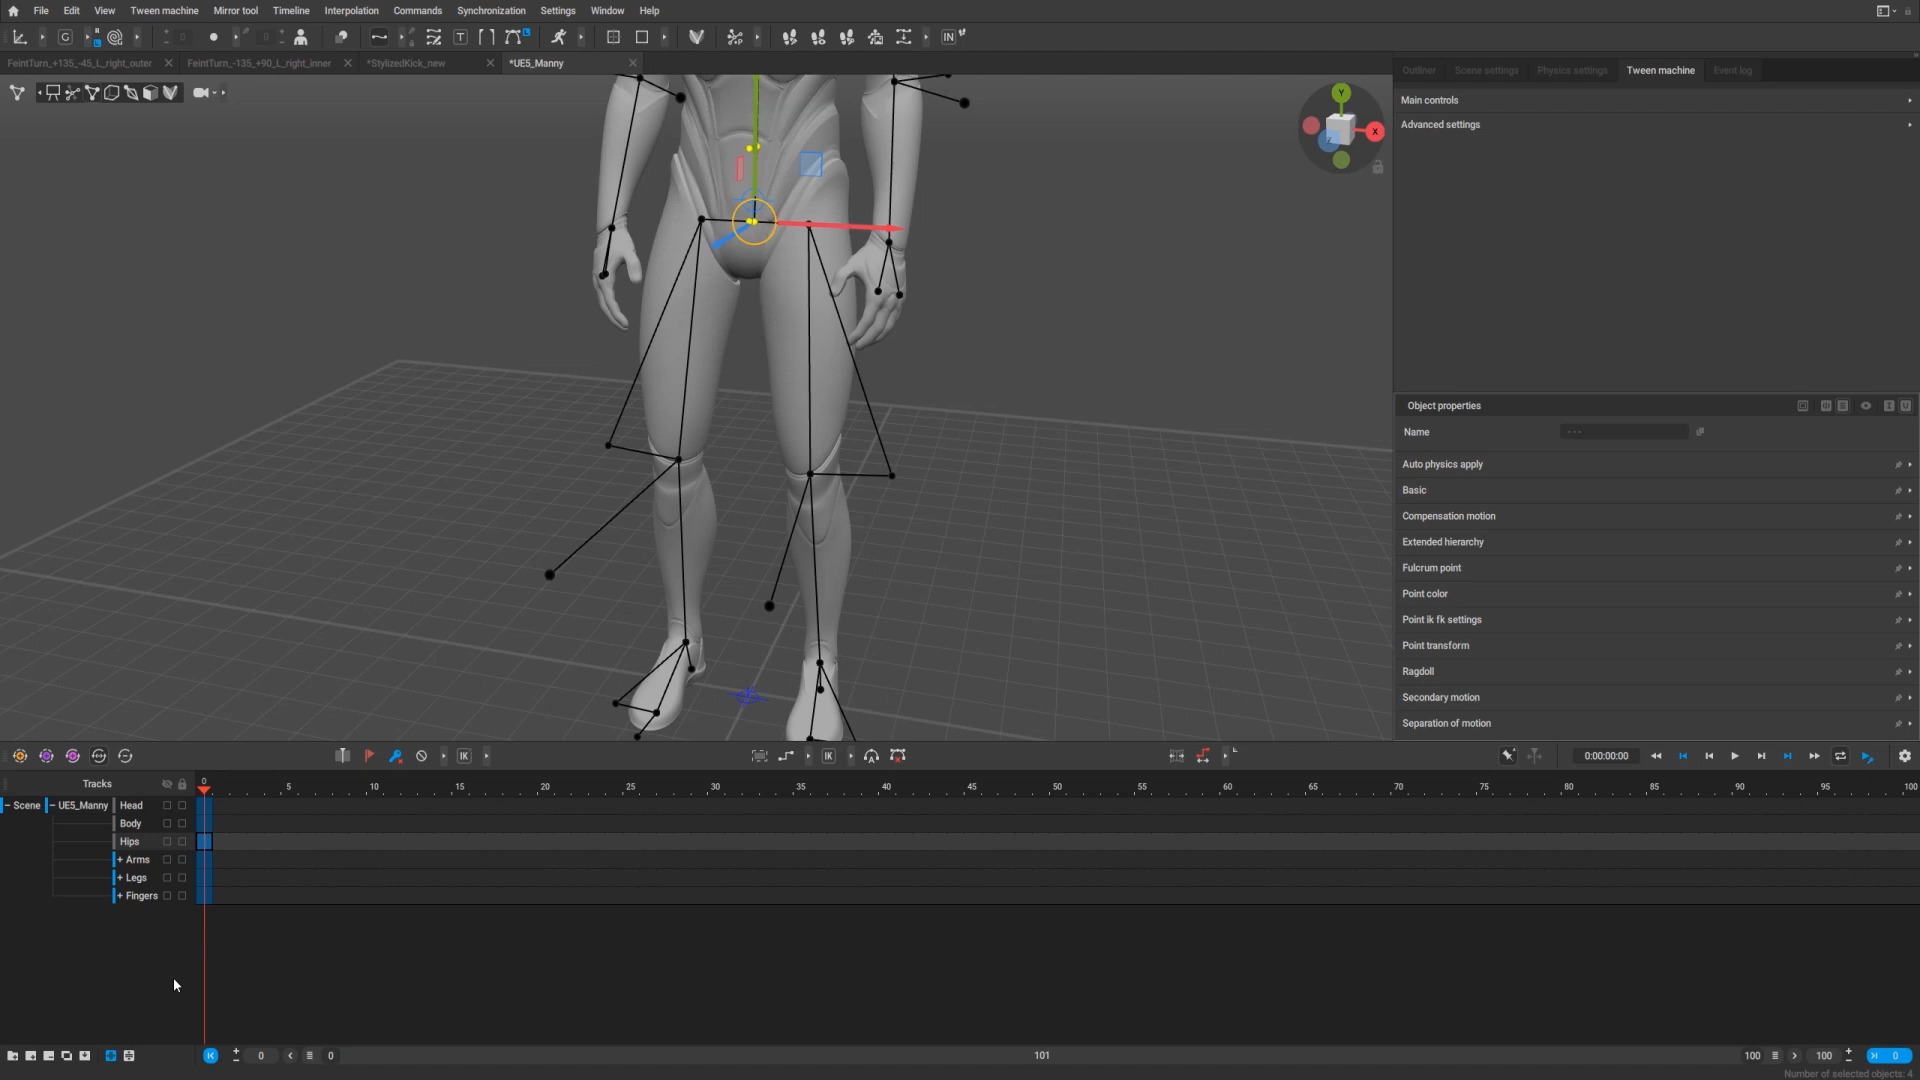 File Edit View Tween machine Mirror tool Timeline Interpolation Commands Synchronization Settings Window Help
G T IN
FeintTurn_+135_-45_L_right_outer FeintTurn_-135_+90_L_right_inner *StylizedKick_new *UE5_Manny
Outliner Scene settings Physics settings Tween machine Event log
Y
X
Main controls
Advanced settings
Object properties
Name ---
Auto physics apply
Basic
Compensation motion
Extended hierarchy
Fulcrum point
Point color
Point ik fk settings
Point transform
Ragdoll
Secondary motion
Separation of motion
IK IK 0:00:00:00
Tracks 0 5 10 15 20 25 30 35 40 45 50 55 60 65 70 75 80 85 90 95 100
Scene UE5_Manny Head
Body
Hips
+ Arms
+ Legs
+ Fingers
0 0 101 100 100 0
Number of selected objects: 4